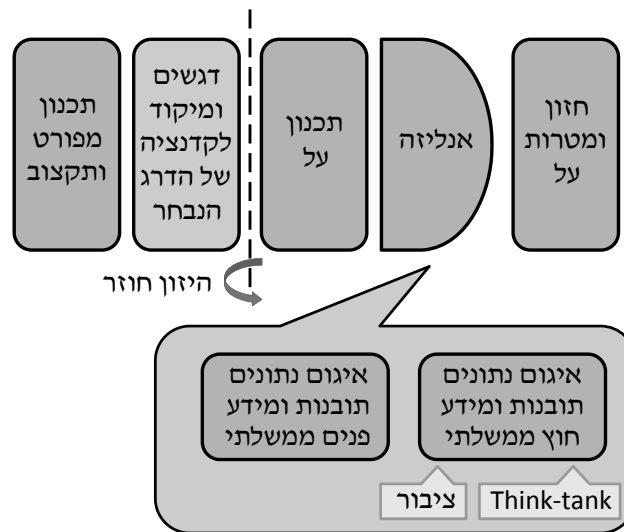 חזון
ומטרות
על
אנליזה
תכנון
על
דגשים
ומיקוד
לקדנציה
של הדרג
הנבחר
תכנון
מפורט
ותקצוב
היזון חוזר
איגום נתונים
תובנות ומידע
חוץ ממשלתי
איגום נתונים
תובנות ומידע
פנים ממשלתי
Think-tank
ציבור